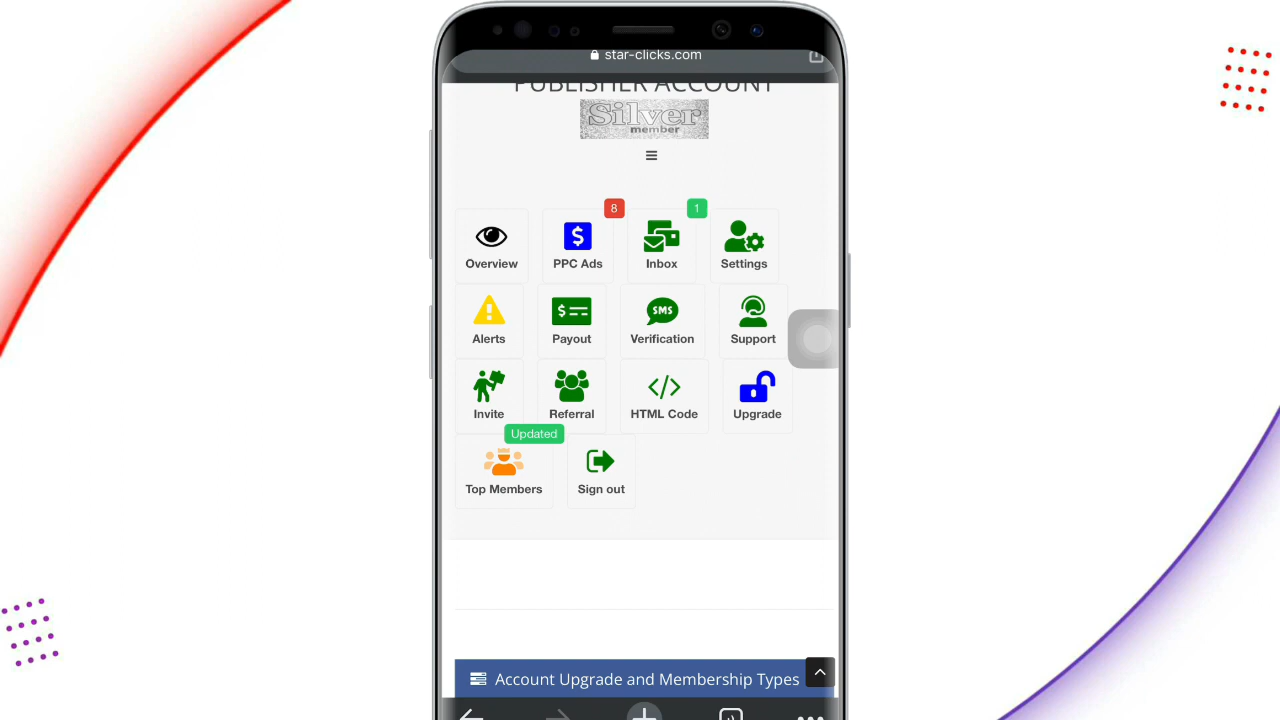 star-clicks.com
PUBLISHER ACCOUNT
Silver
member
8
1
Overview
PPC Ads
Inbox
Settings
SMS
Alerts
Payout
Verification
Support
Invite
Referral
HTML Code
Upgrade
Updated
Top Members
Sign out
Account Upgrade and Membership Types